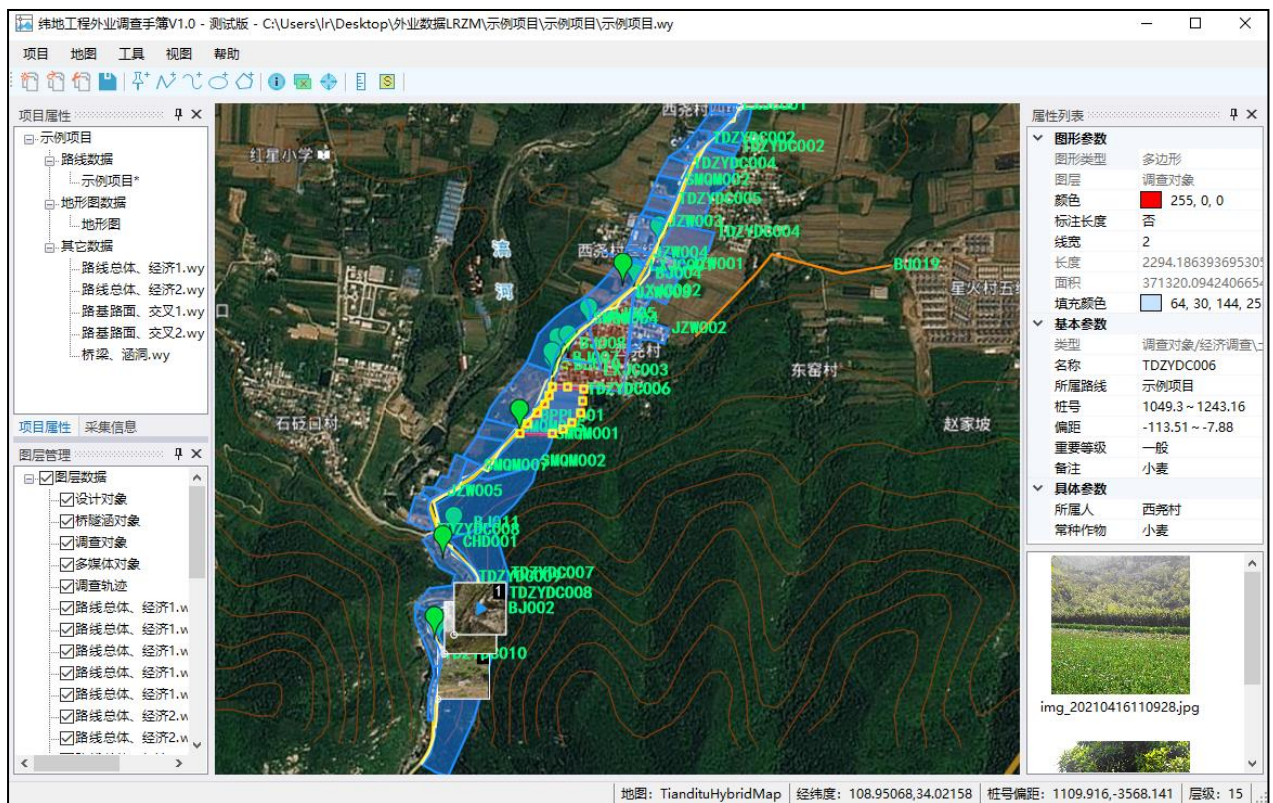 纬地工程外业调查手簿V1.0 - 测试版 - C:\Users\lr\Desktop\外业数据LRZM\示例项目\示例项目\示例项目.wy
项目 地图 工具 视图 帮助
项目属性
示例项目
路线数据
示例项目*
地形图数据
地形图
其它数据
路线总体、经济1.wy
路线总体、经济2.wy
路基路面、交叉1.wy
路基路面、交叉2.wy
桥梁、涵洞.wy
项目属性 采集信息
图层管理
图层数据
设计对象
桥隧涵对象
调查对象
多媒体对象
调查轨迹
路线总体、经济1.w
路线总体、经济1.w
路线总体、经济1.w
路线总体、经济1.w
路线总体、经济1.w
路线总体、经济2.w
路线总体、经济2.w
红星小学
TDZYDC002
TDZYDC002
TDZYDC004
SMQM002
TDZYDC005
JZW003
TDZYDC004
JZW004
BJ004
BJ019
滈
河
星火村五组
JZW002
BJ008
LXJC003
TDZYDC006
东窑村
石砭口村
赵家坡
SMQM001
SMQM002
JZW005
BJ011
CHD001
TDZYDC007
TDZYDC008
1
BJ002
属性列表
图形参数
图形类型 多边形
图层 调查对象
颜色 255, 0, 0
标注长度 否
线宽 2
长度 2294.186393695305
面积 371320.0942406654
填充颜色 64, 30, 144, 25
基本参数
类型 调查对象/经济调查\
名称 TDZYDC006
所属路线 示例项目
桩号 1049.3 ~ 1243.16
偏距 -113.51 ~ -7.88
重要等级 一般
备注 小麦
具体参数
所属人 西尧村
常种作物 小麦
img_20210416110928.jpg
地图: TiandituHybridMap 经纬度: 108.95068,34.02158 桩号偏距: 1109.916,-3568.141 层级: 15